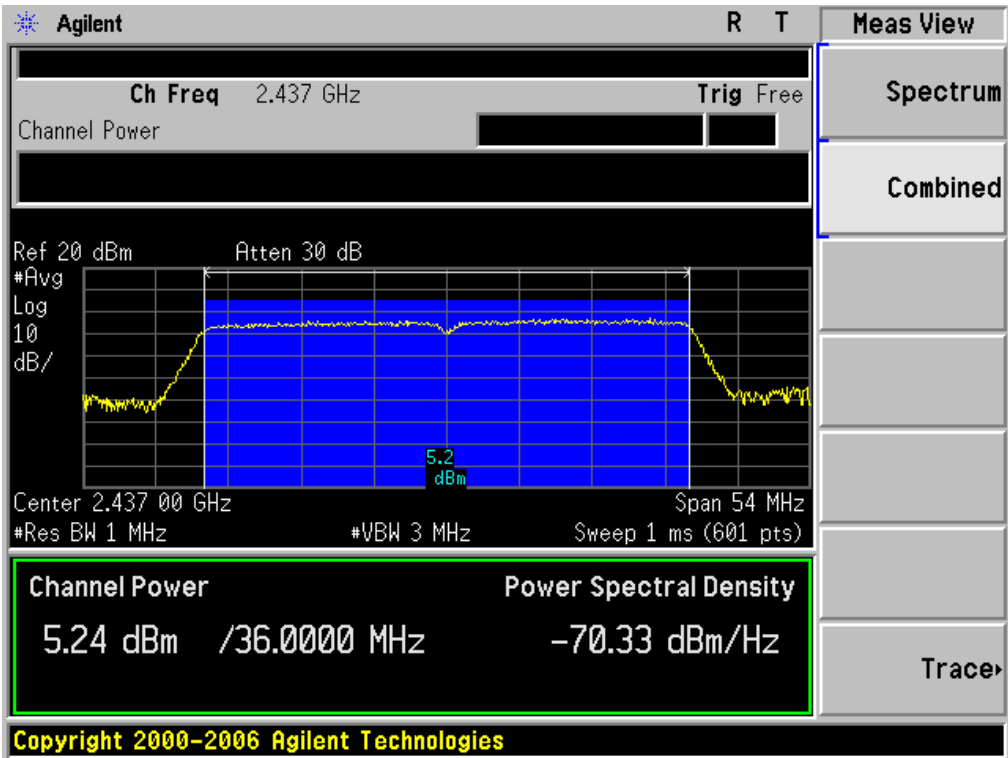 Agilent R T Meas View
Ch Freq 2.437 GHz Trig Free
Spectrum
Channel Power
Combined
Ref 20 dBm Atten 30 dB
#Avg
Log
10
dB/
5.2
dBm
Center 2.437 00 GHz Span 54 MHz
#Res BW 1 MHz #VBW 3 MHz Sweep 1 ms (601 pts)
Channel Power Power Spectral Density
5.24 dBm /36.0000 MHz -70.33 dBm/Hz
Trace
Copyright 2000-2006 Agilent Technologies